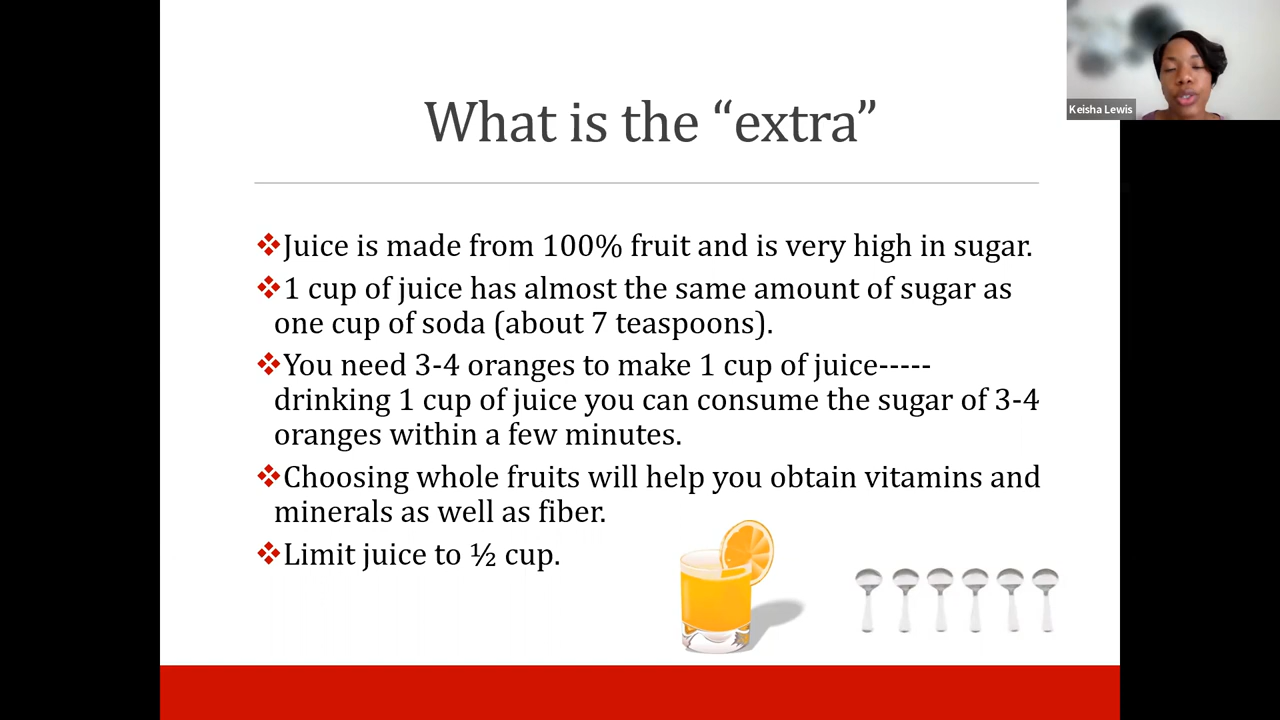 What is the “extra”
Keisha Lewis
❖Juice is made from 100% fruit and is very high in sugar.
❖1 cup of juice has almost the same amount of sugar as
one cup of soda (about 7 teaspoons).
❖You need 3-4 oranges to make 1 cup of juice-----
drinking 1 cup of juice you can consume the sugar of 3-4
oranges within a few minutes.
❖Choosing whole fruits will help you obtain vitamins and
minerals as well as fiber.
❖Limit juice to ½ cup.